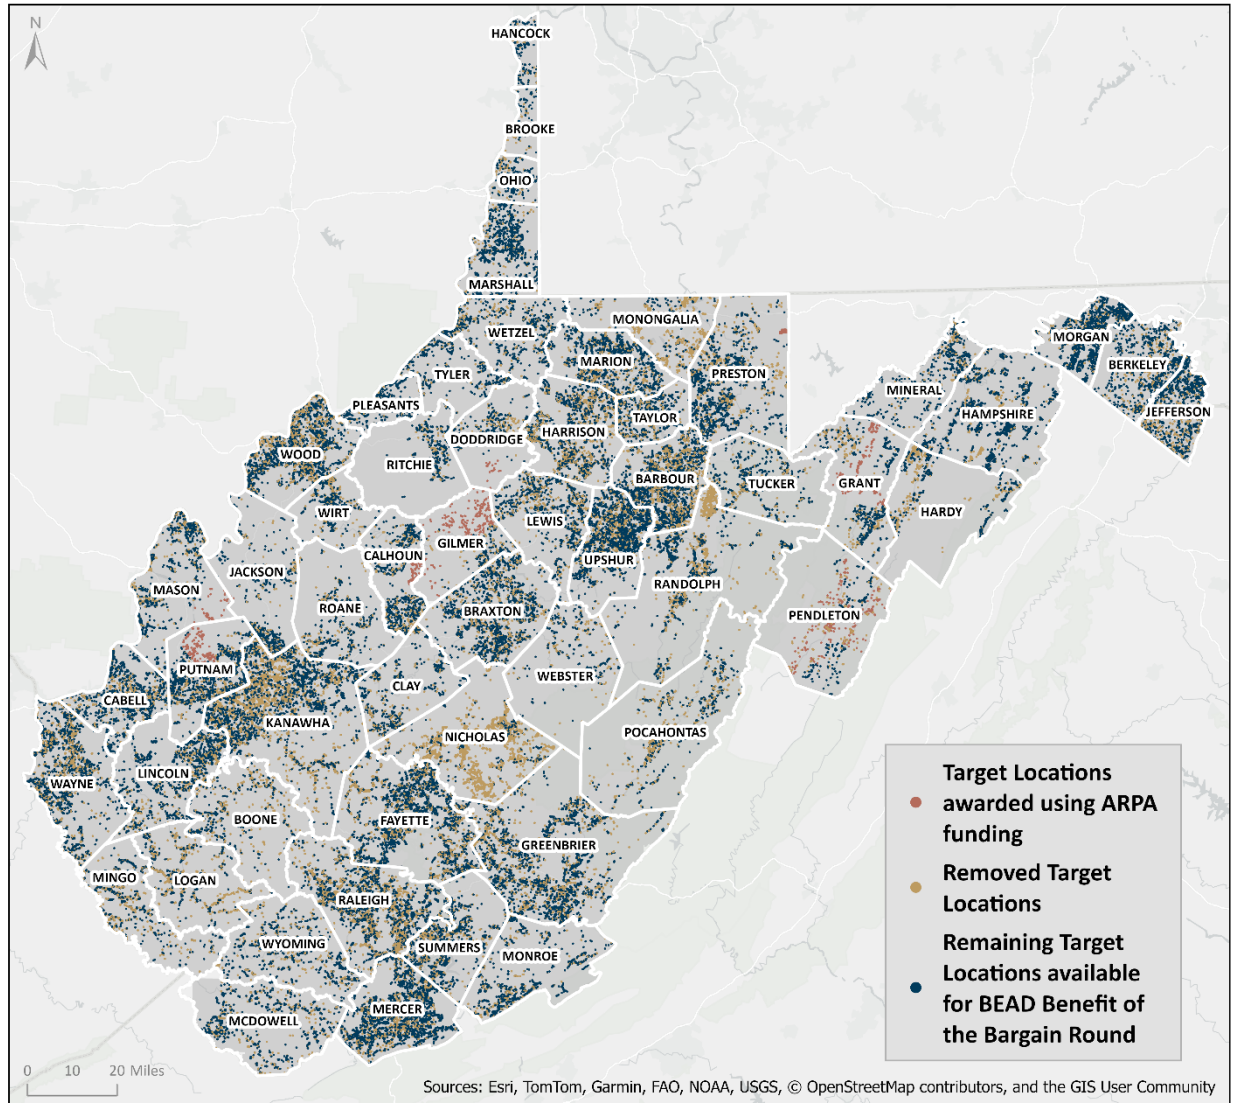 N
HANCOCK
BROOKE
OHIO
MARSHALL
WETZEL
MONONGALIA
MARION
PRESTON
MORGAN
BERKELEY
JEFFERSON
TYLER
MINERAL
HAMPSHIRE
PLEASANTS
TAYLOR
DODDRIDGE
HARRISON
WOOD
RITCHIE
BARBOUR
TUCKER
GRANT
HARDY
WIRT
LEWIS
GILMER
CALHOUN
UPSHUR
JACKSON
RANDOLPH
MASON
ROANE
BRAXTON
PENDLETON
PUTNAM
WEBSTER
CLAY
CABELL
KANAWHA
NICHOLAS
POCAHONTAS
LINCOLN
WAYNE
BOONE
FAYETTE
GREENBRIER
MINGO
LOGAN
RALEIGH
WYOMING
SUMMERS
MONROE
MERCER
MCDOWELL
Target Locations
awarded using ARPA
funding
Removed Target
Locations
Remaining Target
Locations available
for BEAD Benefit of
the Bargain Round
0 10 20 Miles
Sources: Esri, TomTom, Garmin, FAO, NOAA, USGS, © OpenStreetMap contributors, and the GIS User Community